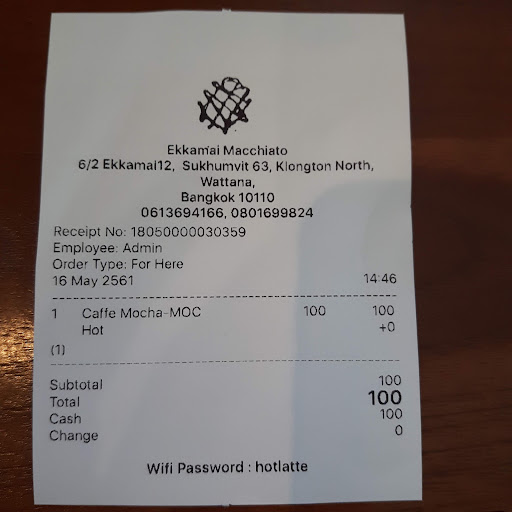 Ekkamai Macchiato
6/2 Ekkamai12, Sukhumvit 63, Klongton North,
Wattana,
Bangkok 10110
0613694166, 0801699824
Receipt No: 18050000030359
Employee: Admin
Order Type: For Here
16 May 2561 14:46
1 Caffe Mocha-MOC 100 100
Hot +0
(1)
Subtotal 100
Total 100
Cash 100
Change 0
Wifi Password : hotlatte